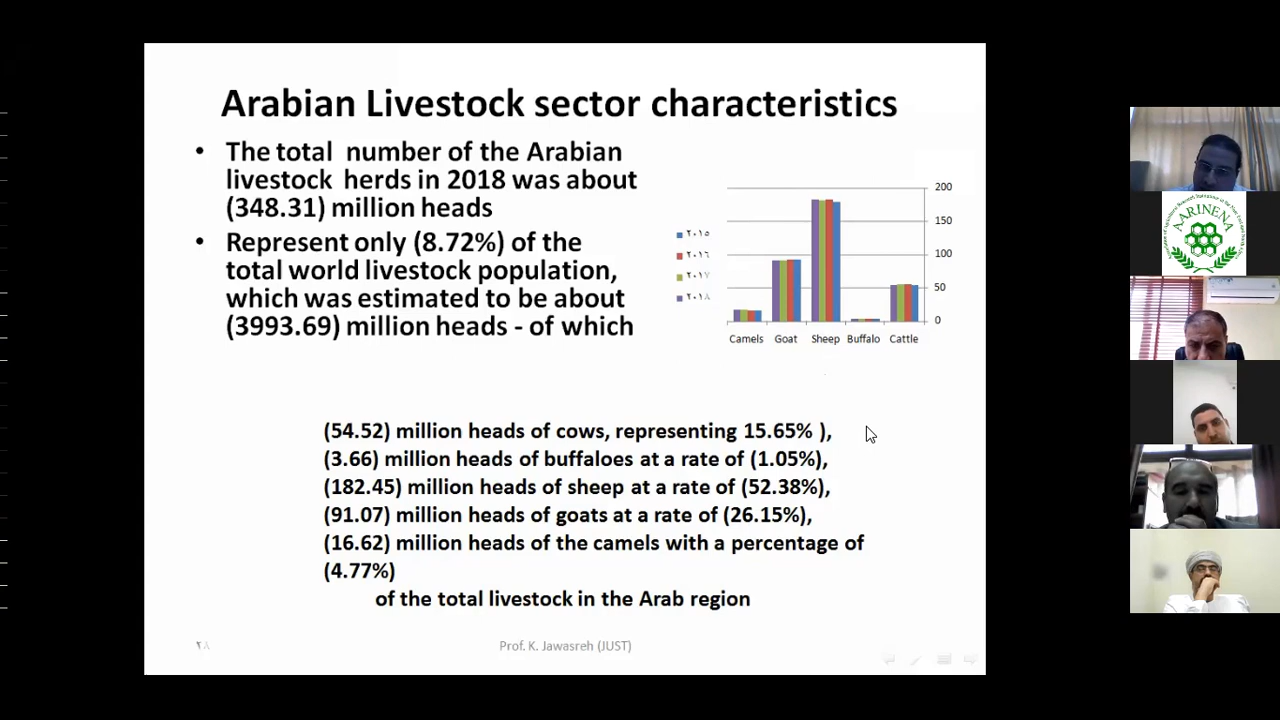 Arabian Livestock sector characteristics
• The total number of the Arabian
livestock herds in 2018 was about
(348.31) million heads
• Represent only (8.72%) of the
total world livestock population,
which was estimated to be about
(3993.69) million heads - of which
٢٠١٥
٢٠١٦
٢٠١٧
٢٠١٨
200
150
100
50
0
Camels Goat Sheep Buffalo Cattle
(54.52) million heads of cows, representing 15.65% ),
(3.66) million heads of buffaloes at a rate of (1.05%),
(182.45) million heads of sheep at a rate of (52.38%),
(91.07) million heads of goats at a rate of (26.15%),
(16.62) million heads of the camels with a percentage of
(4.77%)
of the total livestock in the Arab region
٢٨
Prof. K. Jawasreh (JUST)
AARINENA